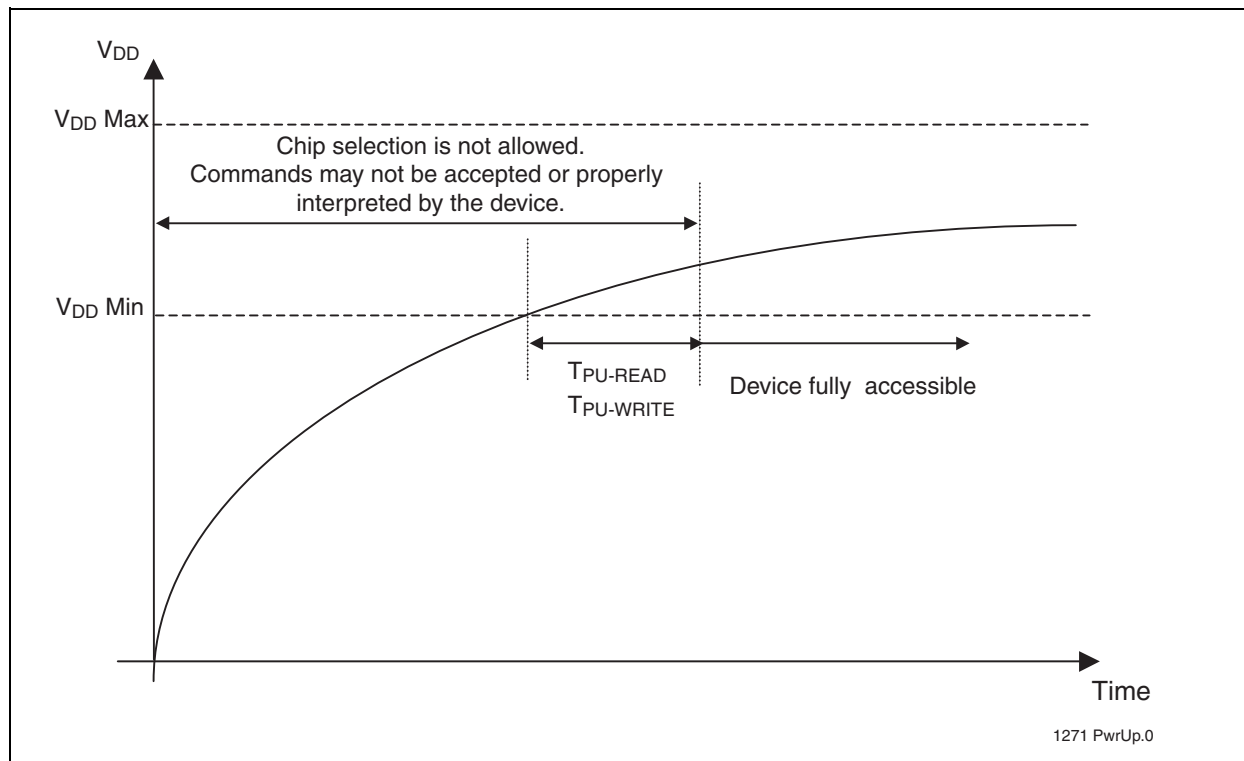 VDD
VDD Max
Chip selection is not allowed.
Commands may not be accepted or properly
interpreted by the device.
VDD Min
TPU-READ
TPU-WRITE
Device fully accessible
Time
1271 PwrUp.0